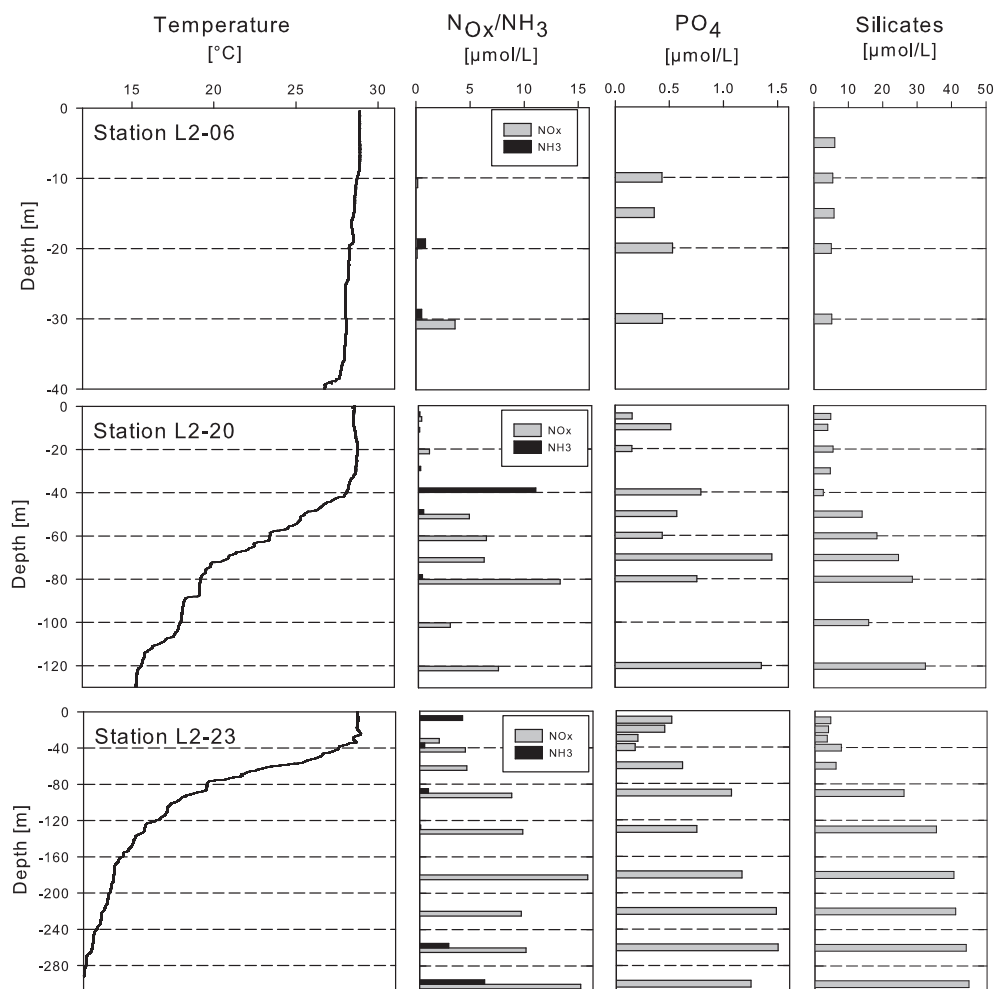 Temperature NOx/NH3 PO4 Silicates
[°C] [µmol/L] [µmol/L] [µmol/L]
15 20 25 30 0 5 10 15 0.0 0.5 1.0 1.5 0 10 20 30 40 50
Station L2-06
NOx
NH3
Depth [m]
0
-10
-20
-30
-40
Station L2-20
NOx
NH3
Depth [m]
0
-20
-40
-60
-80
-100
-120
Station L2-23
NOx
NH3
Depth [m]
0
-40
-80
-120
-160
-200
-240
-280